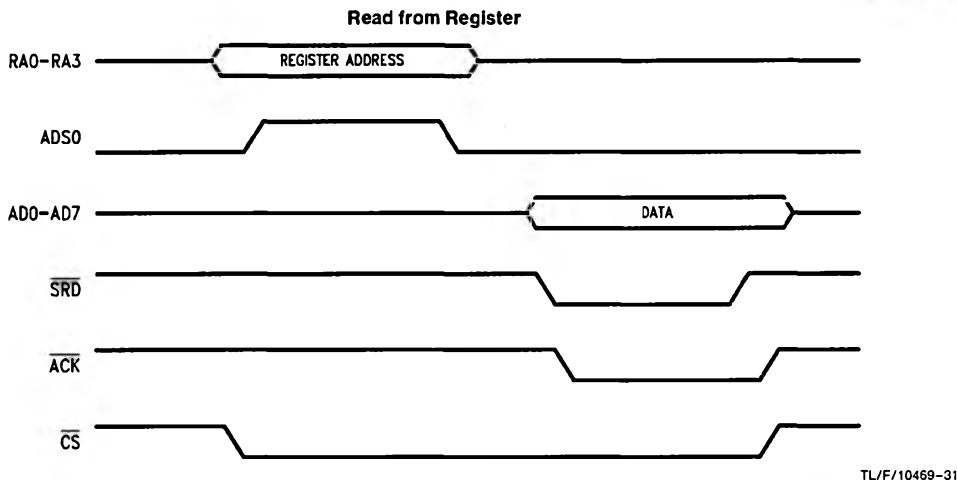 Read from Register
RA0-RA3
REGISTER ADDRESS
ADS0
AD0-AD7
DATA
SRD
ACK
CS
TL/F/10469-31